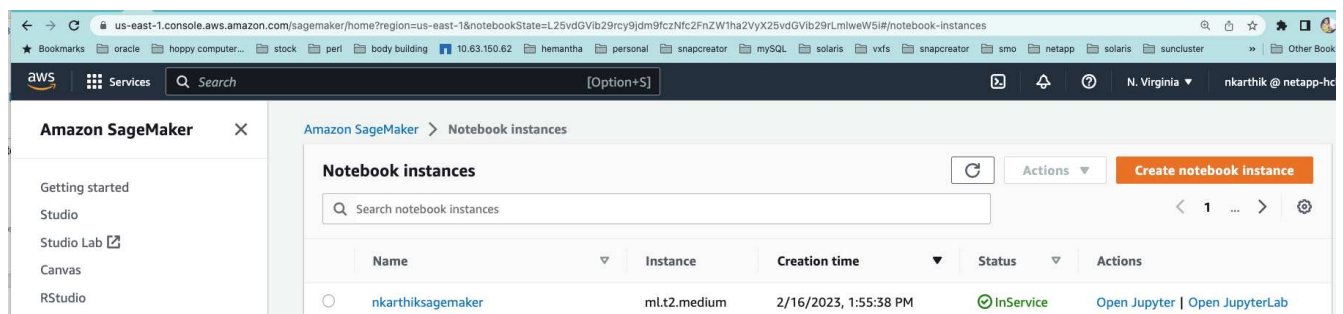 us-east-1.console.aws.amazon.com/sagemaker/home?region=us-east-1&notebookState=L25vdGVib29rcy9jdm9fczNfc2FnZW1ha2VyX25vdGVib29rLmlweW5i#/notebook-instances
Bookmarks oracle hoppy computer... stock perl body building 10.63.150.62 hemantha personal snapcreator mySQL solaris vxfs snapcreator smo netapp solaris suncluster » Other Book
aws Services Search [Option+S] N. Virginia ▼ nkarthik @ netapp-hcl
Amazon SageMaker ×
Getting started
Studio
Studio Lab
Canvas
RStudio
Amazon SageMaker > Notebook instances
Notebook instances Actions ▼ Create notebook instance
Search notebook instances < 1 ... >
Name Instance Creation time ▼ Status Actions
nkarthiksagemaker ml.t2.medium 2/16/2023, 1:55:38 PM InService Open Jupyter | Open JupyterLab